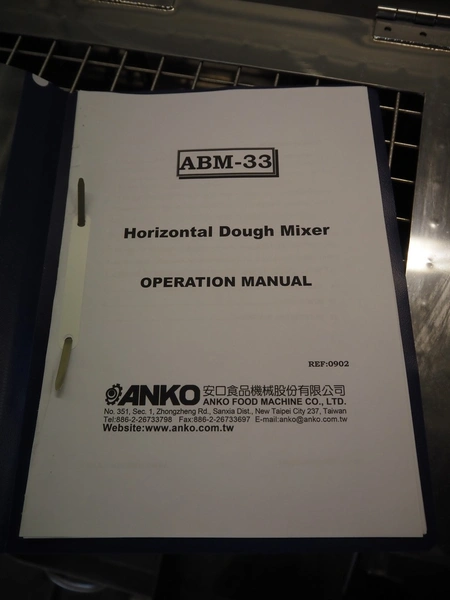 ABM-33
Horizontal Dough Mixer
OPERATION MANUAL
REF:0902
ANKO 安口食品機械股份有限公司
ANKO FOOD MACHINE CO., LTD.
No. 351, Sec. 1, Zhongzheng Rd., Sanxia Dist., New Taipei City 237, Taiwan
Tel:886-2-26733798 Fax:886-2-26733697 E-mail:anko@anko.com.tw
Website:www.anko.com.tw